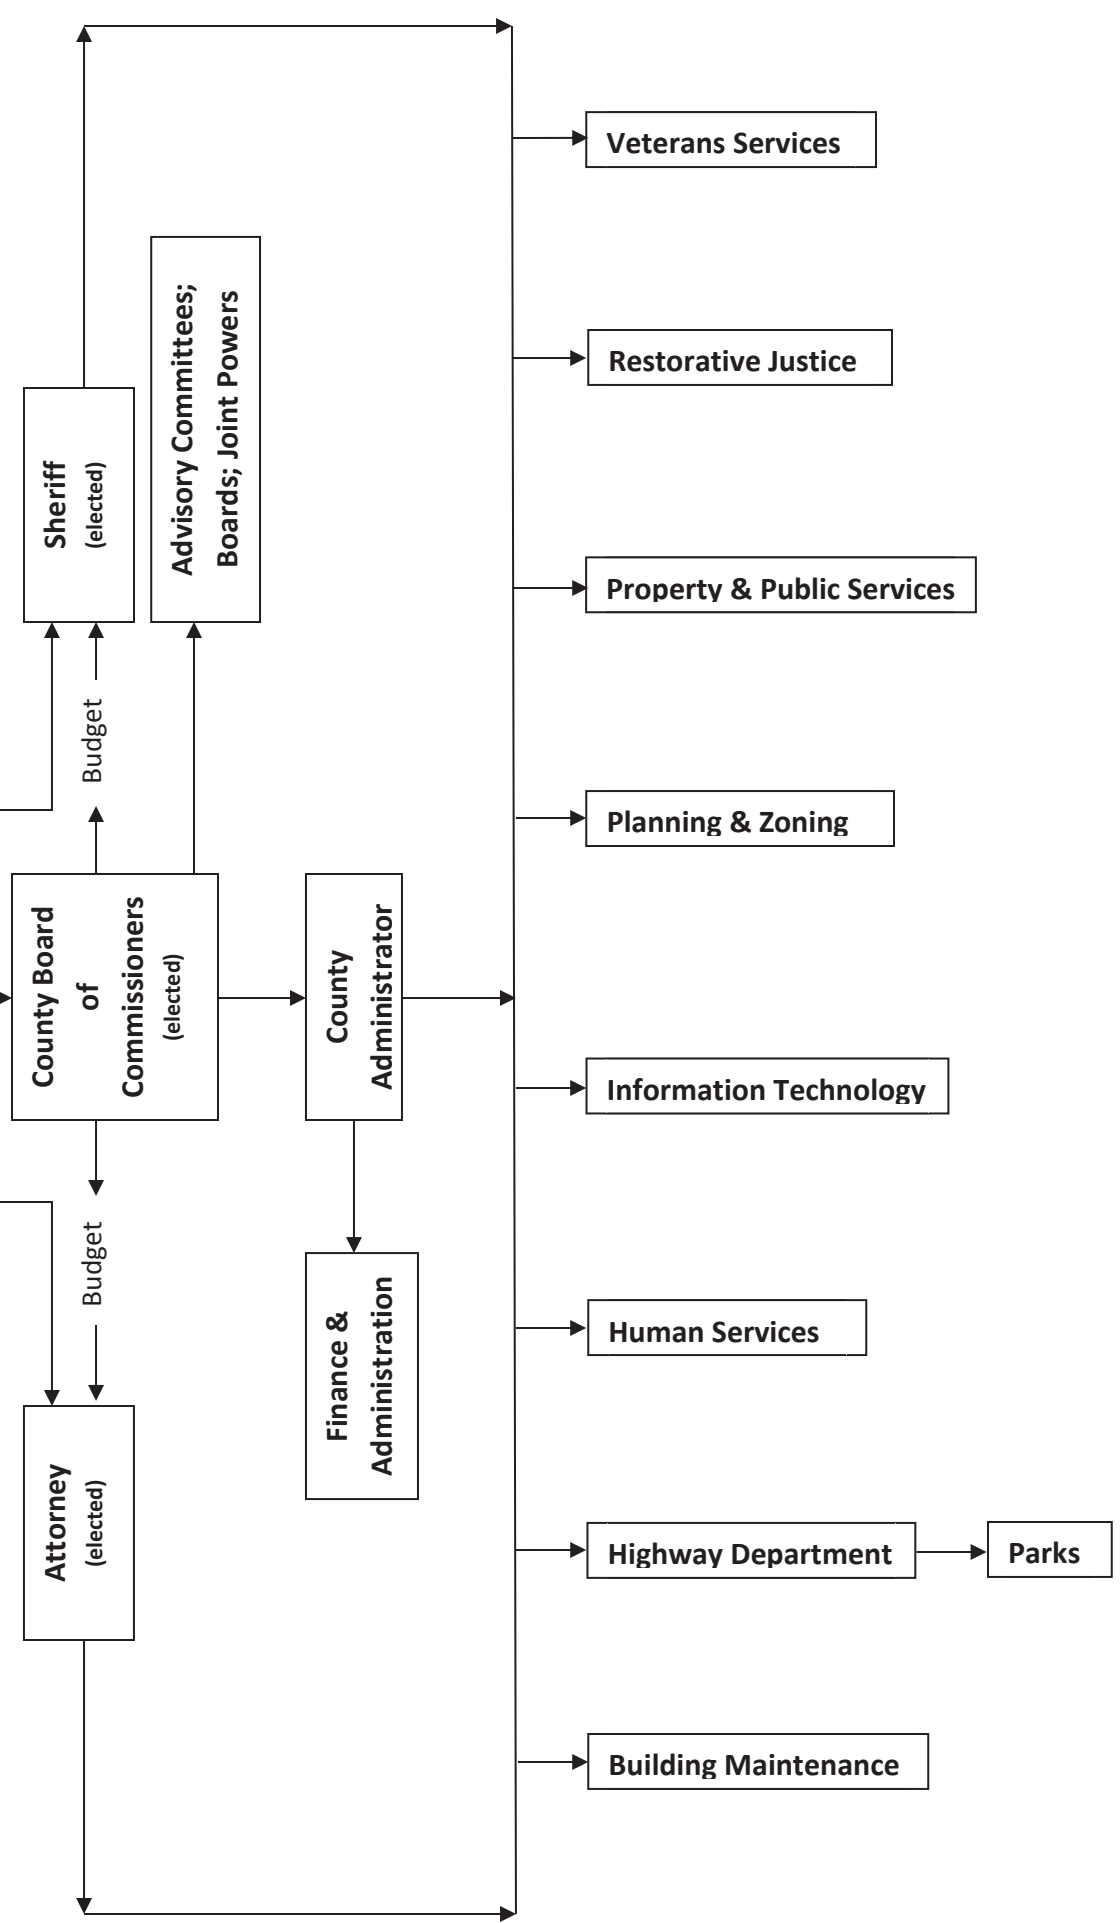 Sheriff
(elected)
Advisory Committees;
Boards; Joint Powers
Budget
County Board
of
Commissioners
(elected)
County
Administrator
Budget
Attorney
(elected)
Finance &
Administration
Veterans Services
Restorative Justice
Property & Public Services
Planning & Zoning
Information Technology
Human Services
Highway Department
Parks
Building Maintenance